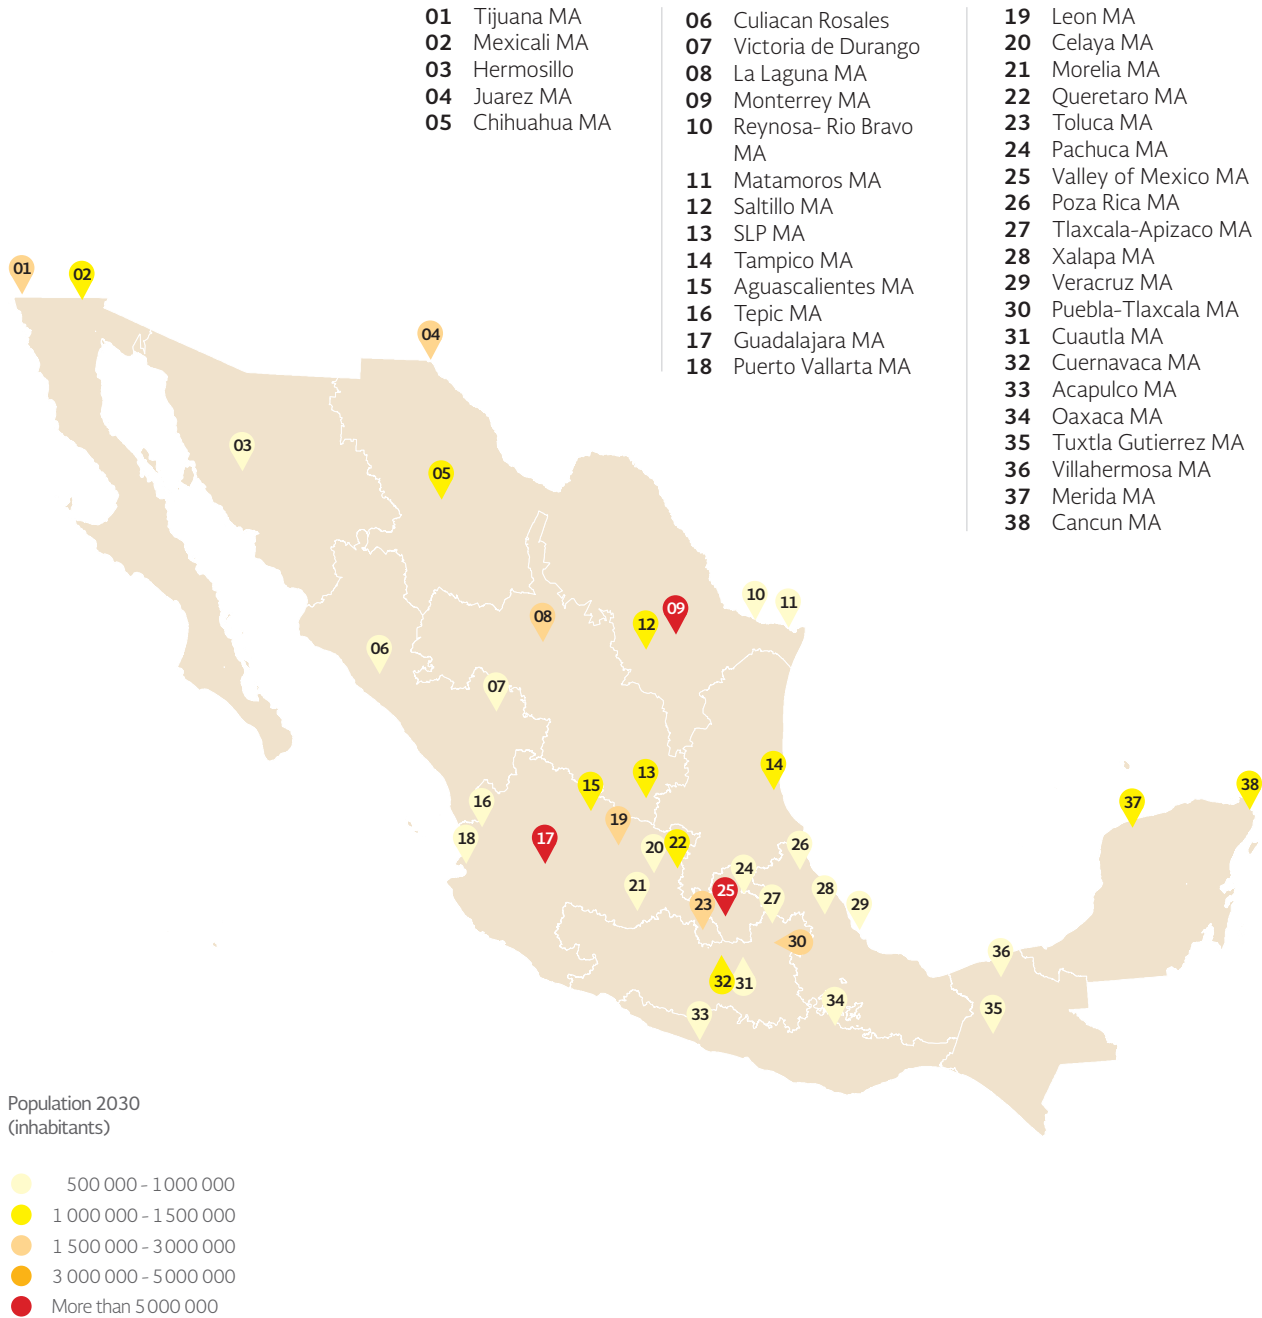 01 Tijuana MA
02 Mexicali MA
03 Hermosillo
04 Juarez MA
05 Chihuahua MA
06 Culiacan Rosales
07 Victoria de Durango
08 La Laguna MA
09 Monterrey MA
10 Reynosa- Rio Bravo
MA
11 Matamoros MA
12 Saltillo MA
13 SLP MA
14 Tampico MA
15 Aguascalientes MA
16 Tepic MA
17 Guadalajara MA
18 Puerto Vallarta MA
19 Leon MA
20 Celaya MA
21 Morelia MA
22 Queretaro MA
23 Toluca MA
24 Pachuca MA
25 Valley of Mexico MA
26 Poza Rica MA
27 Tlaxcala-Apizaco MA
28 Xalapa MA
29 Veracruz MA
30 Puebla-Tlaxcala MA
31 Cuautla MA
32 Cuernavaca MA
33 Acapulco MA
34 Oaxaca MA
35 Tuxtla Gutierrez MA
36 Villahermosa MA
37 Merida MA
38 Cancun MA
01
02
04
03
05
10
11
09
12
08
06
07
14
13
15
38
37
16
19
17
18
22
20
26
24
21
25
28
27
23
29
30
36
32
31
34
35
33
Population 2030
(inhabitants)
500 000 - 1 000 000
1 000 000 - 1 500 000
1 500 000 - 3 000 000
3 000 000 - 5 000 000
More than 5 000 000